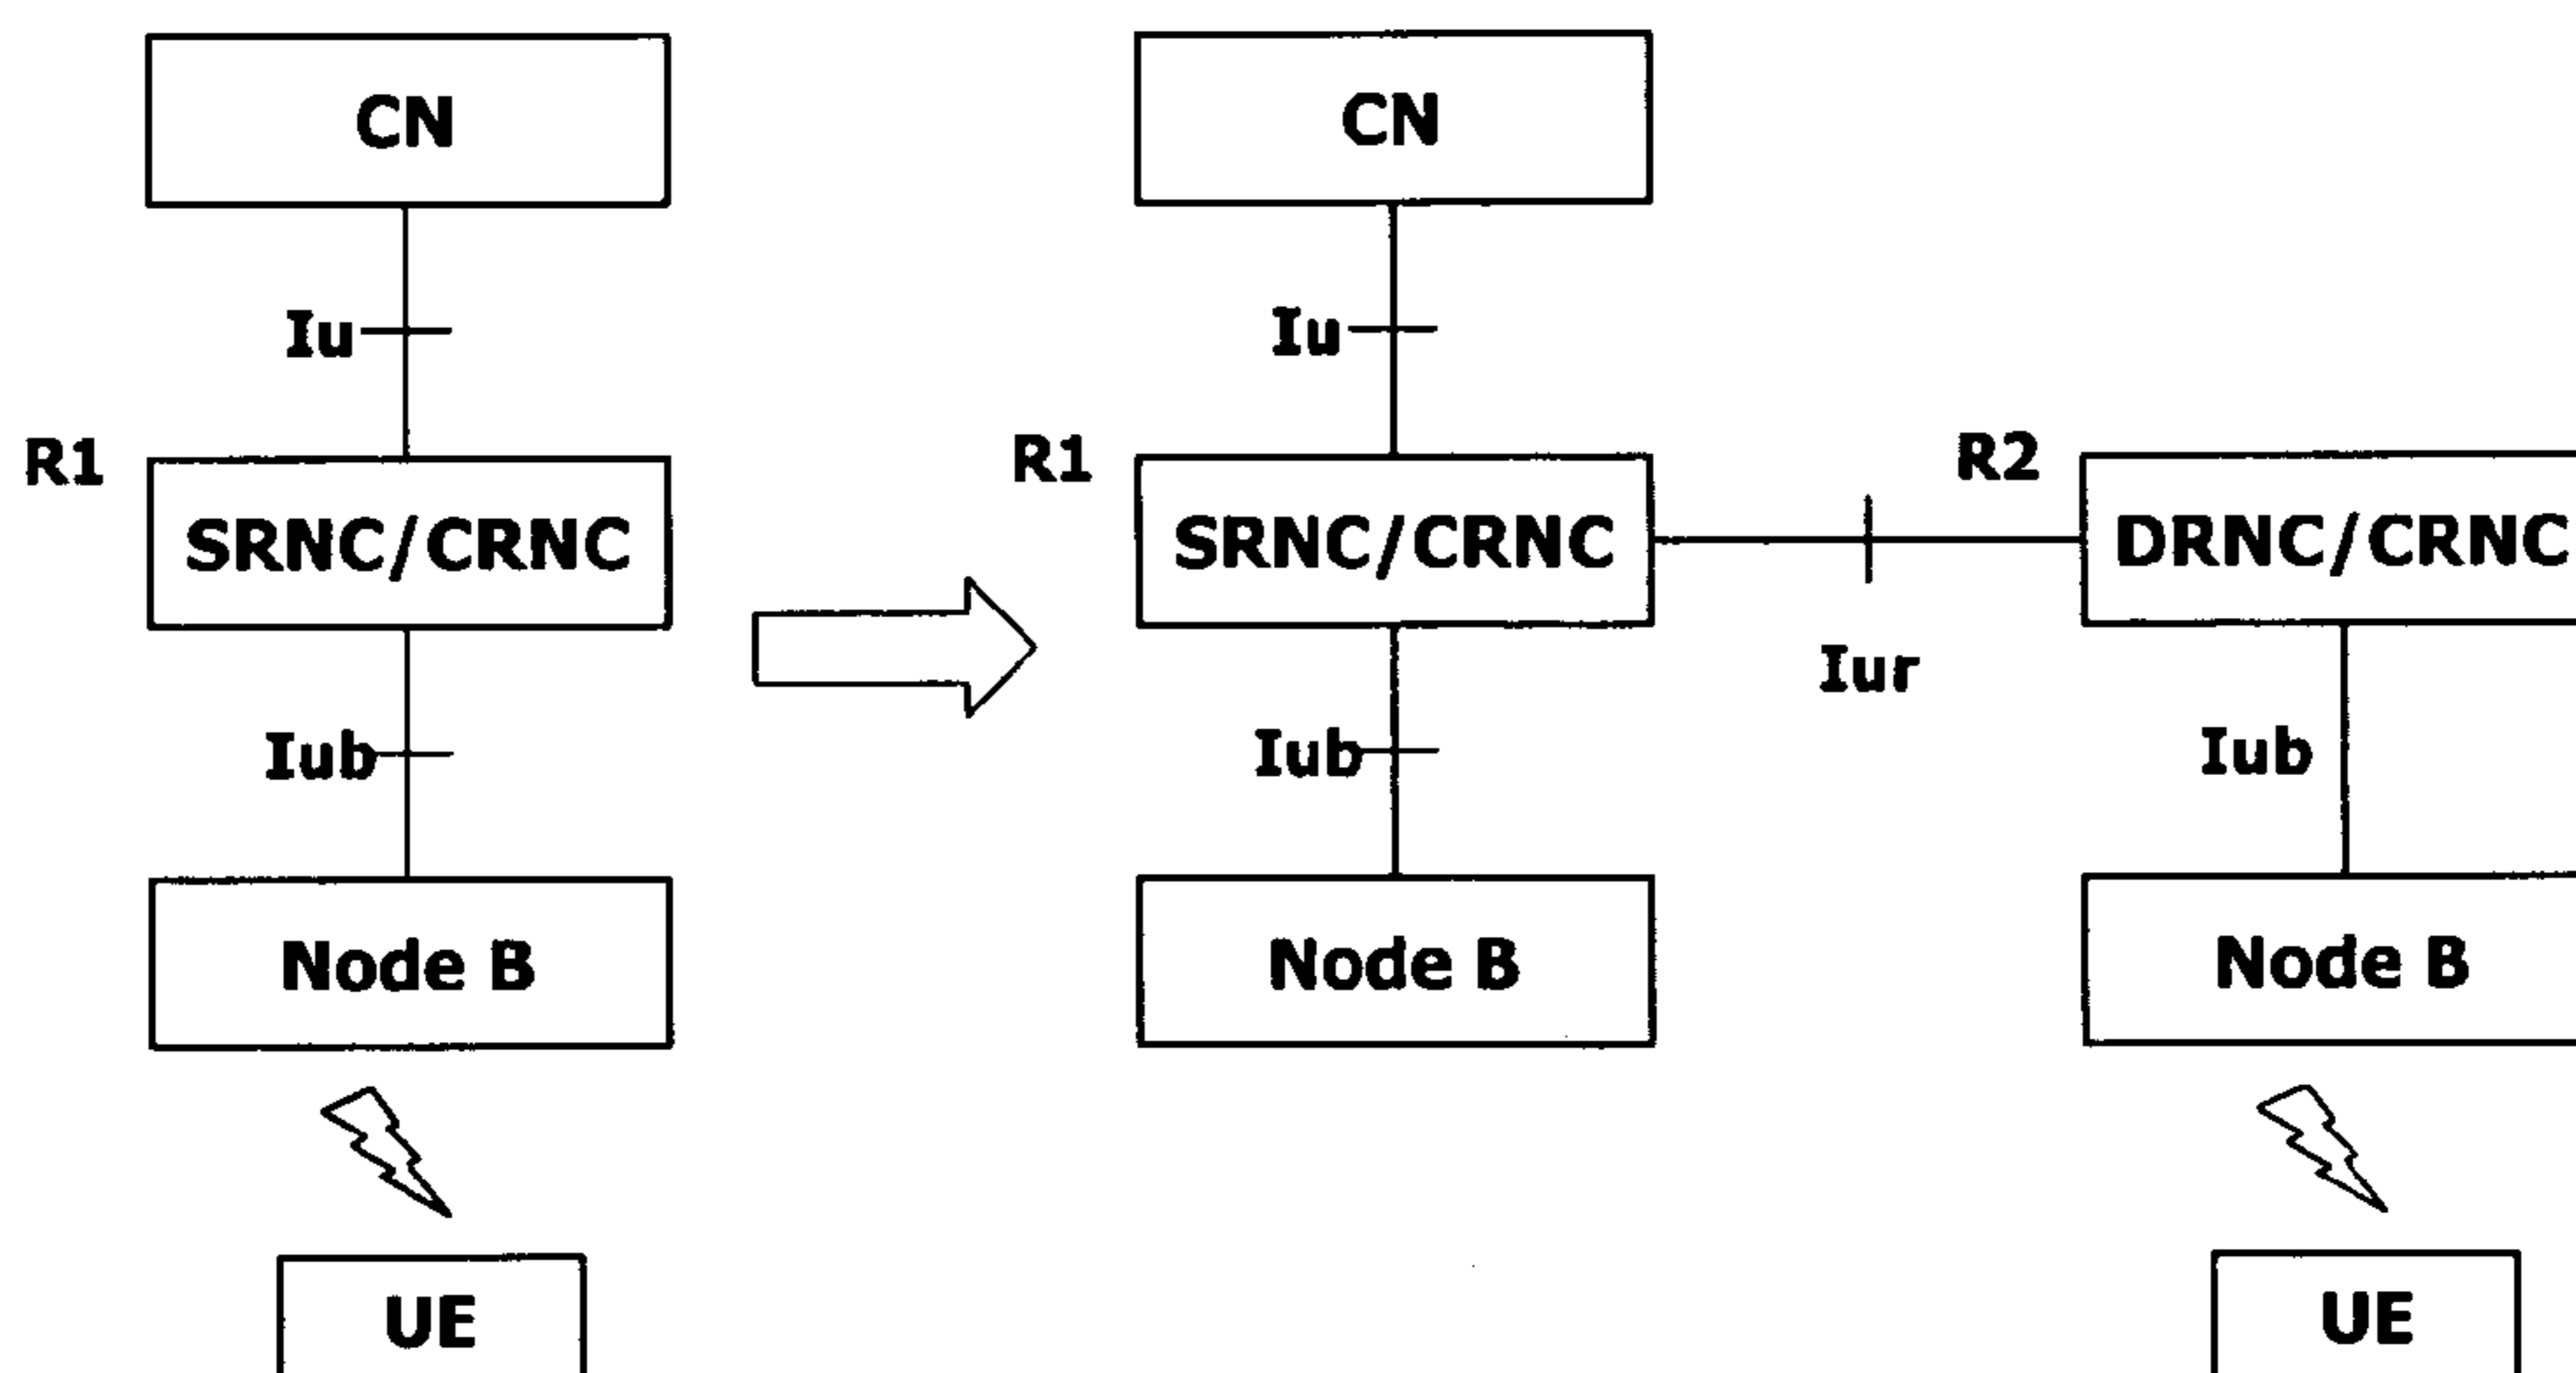 CN
CN
Iu
Iu
R1
R1
R2
SRNC/CRNC
SRNC/CRNC
DRNC/CRNC
Iur
Iub
Iub
Iub
Node B
Node B
Node B
UE
UE